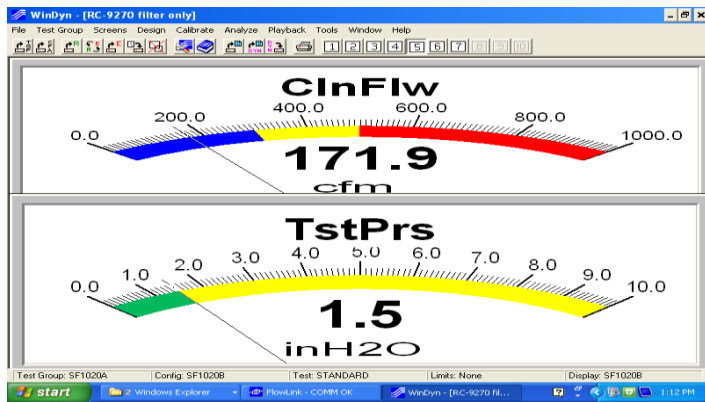 WinDyn - [RC-9270 filter only]
File Test Group Screens Design Calibrate Analyze Playback Tools Window Help
1 2 3 4 5 6 7 8 9 10
ClnFlw
0.0 200.0 400.0 600.0 800.0 1000.0
171.9
cfm
TstPrs
0.0 1.0 2.0 3.0 4.0 5.0 6.0 7.0 8.0 9.0 10.0
1.5
inH2O
Test Group: SF1020A Config: SF1020B Test: STANDARD Limits: None Display: SF1020B
start 2 Windows Explorer FlowLink - COMM OK WinDyn - [RC-9270 fil... 1:12 PM